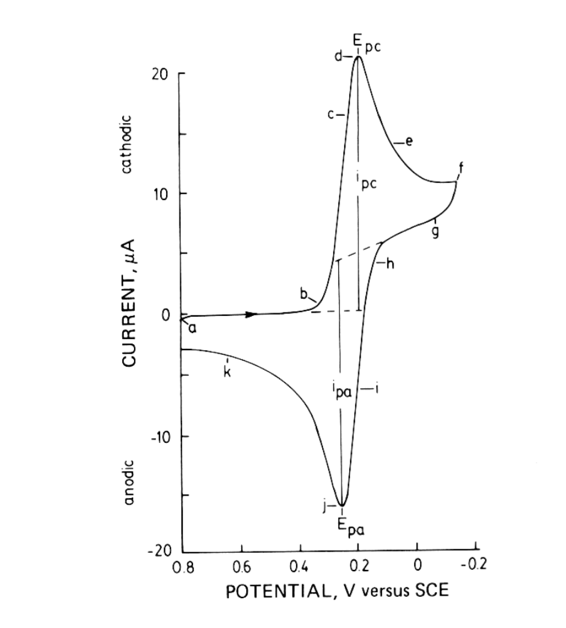 E pc
d
20
cathodic
c
e
f
i pc
10
g
h
CURRENT, µA
b
0
a
k
i pa
i
-10
anodic
j
E pa
-20
0.8 0.6 0.4 0.2 0 -0.2
POTENTIAL, V versus SCE